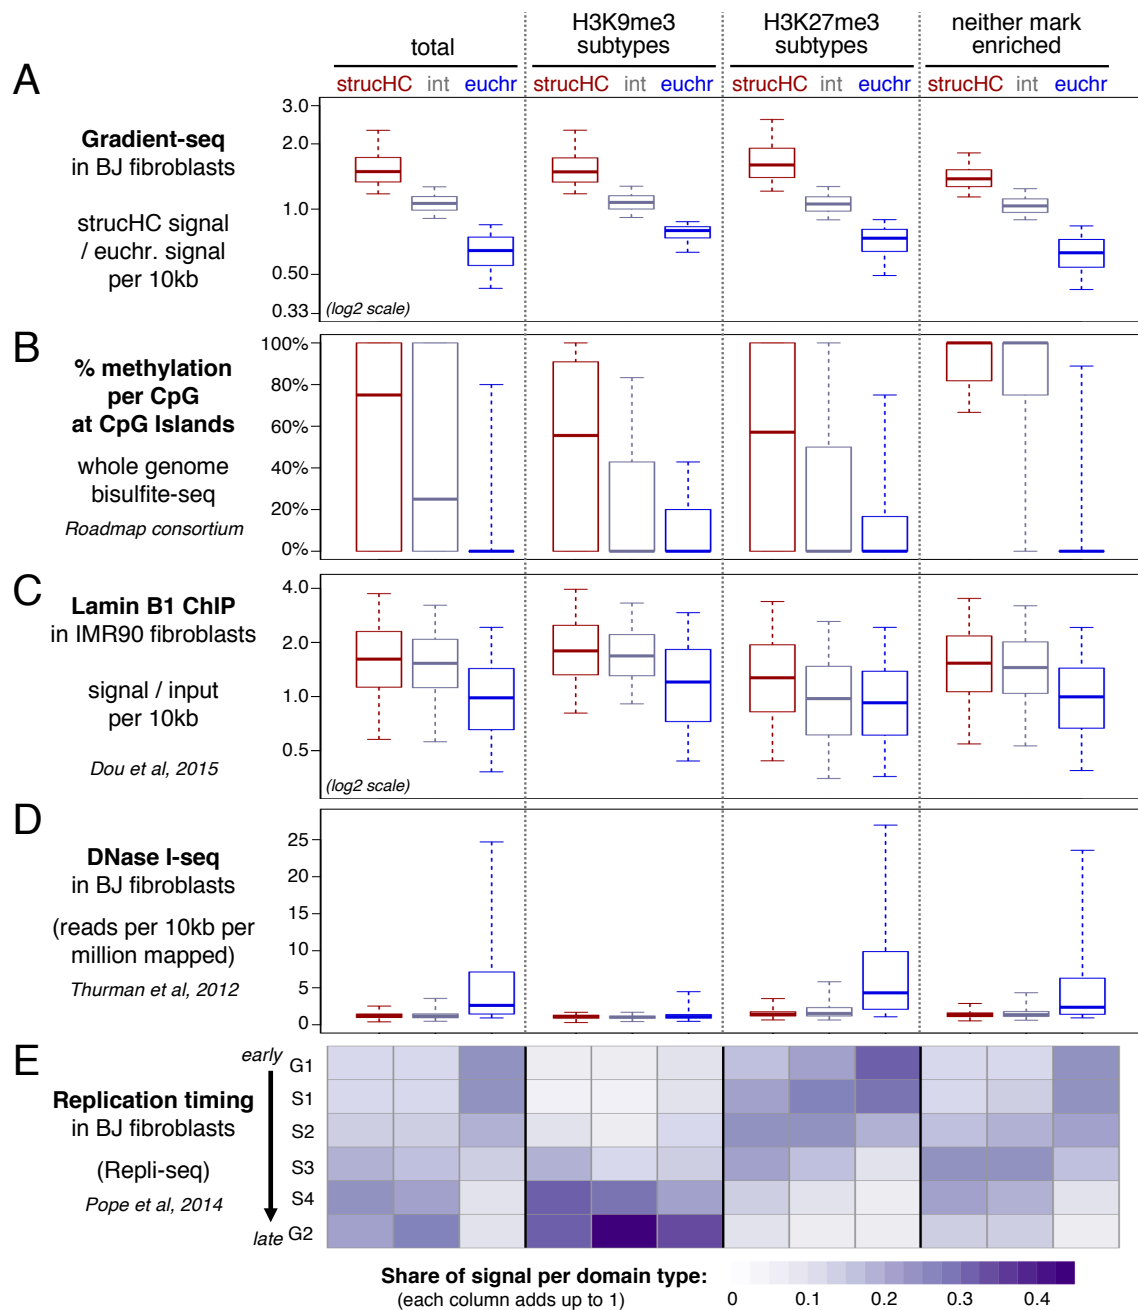 total
H3K9me3
subtypes
H3K27me3
subtypes
neither mark
enriched
strucHC int euchr
strucHC int euchr
strucHC int euchr
strucHC int euchr
A
Gradient-seq
in BJ fibroblasts
strucHC signal
/ euchr. signal
per 10kb
3.0
2.0
1.0
0.50
0.33
(log2 scale)
B
% methylation
per CpG
at CpG Islands
whole genome
bisulfite-seq
Roadmap consortium
100%
80%
60%
40%
20%
0%
C
Lamin B1 ChIP
in IMR90 fibroblasts
signal / input
per 10kb
Dou et al, 2015
4.0
2.0
1.0
0.5
(log2 scale)
D
DNase I-seq
in BJ fibroblasts
(reads per 10kb per
million mapped)
Thurman et al, 2012
25
20
15
10
5
0
E
Replication timing
in BJ fibroblasts
(Repli-seq)
Pope et al, 2014
early
late
G1
S1
S2
S3
S4
G2
Share of signal per domain type:
(each column adds up to 1)
0 0.1 0.2 0.3 0.4